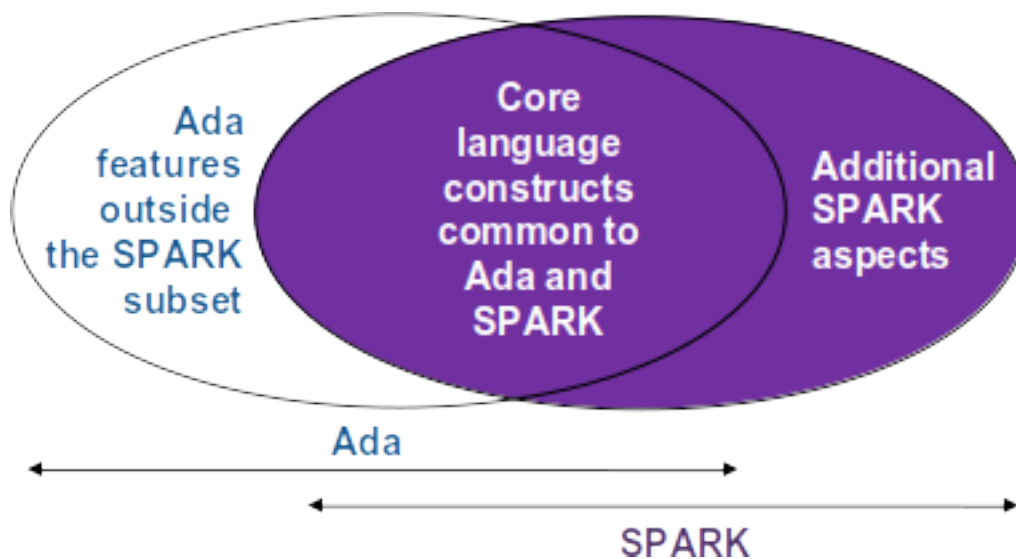 Ada
features
outside
the SPARK
subset
Core
language
constructs
common to
Ada and
SPARK
Additional
SPARK
aspects
Ada
SPARK